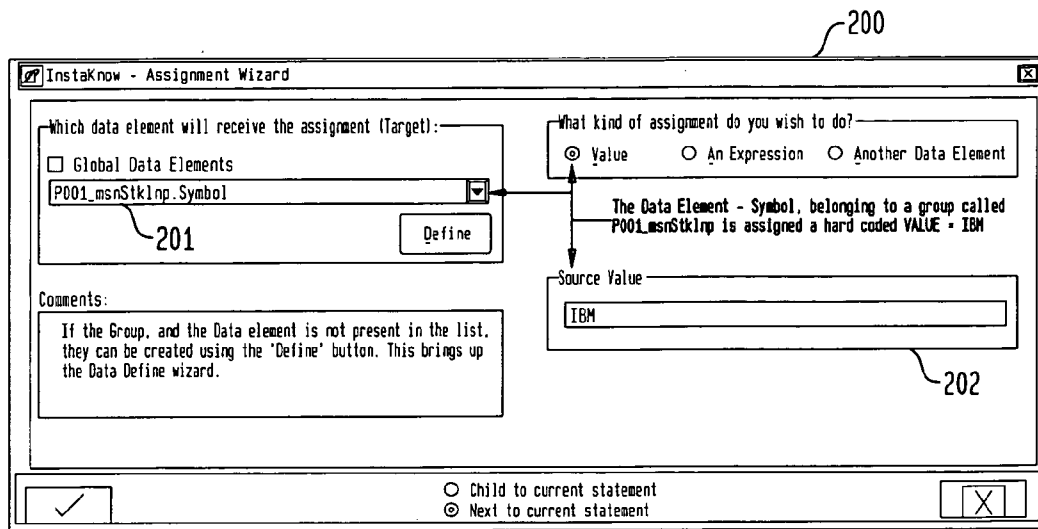 200
InstaKnow - Assignment Wizard
Which data element will receive the assignment (Target):
Global Data Elements
P001_msnStkInp.Symbol
201
Define
Comments:
If the Group, and the Data element is not present in the list,
they can be created using the 'Define' button. This brings up
the Data Define wizard.
What kind of assignment do you wish to do?
Value
An Expression
Another Data Element
The Data Element - Symbol, belonging to a group called
P001_msnStkInp is assigned a hard coded VALUE = IBM
Source Value
IBM
202
Child to current statement
Next to current statement